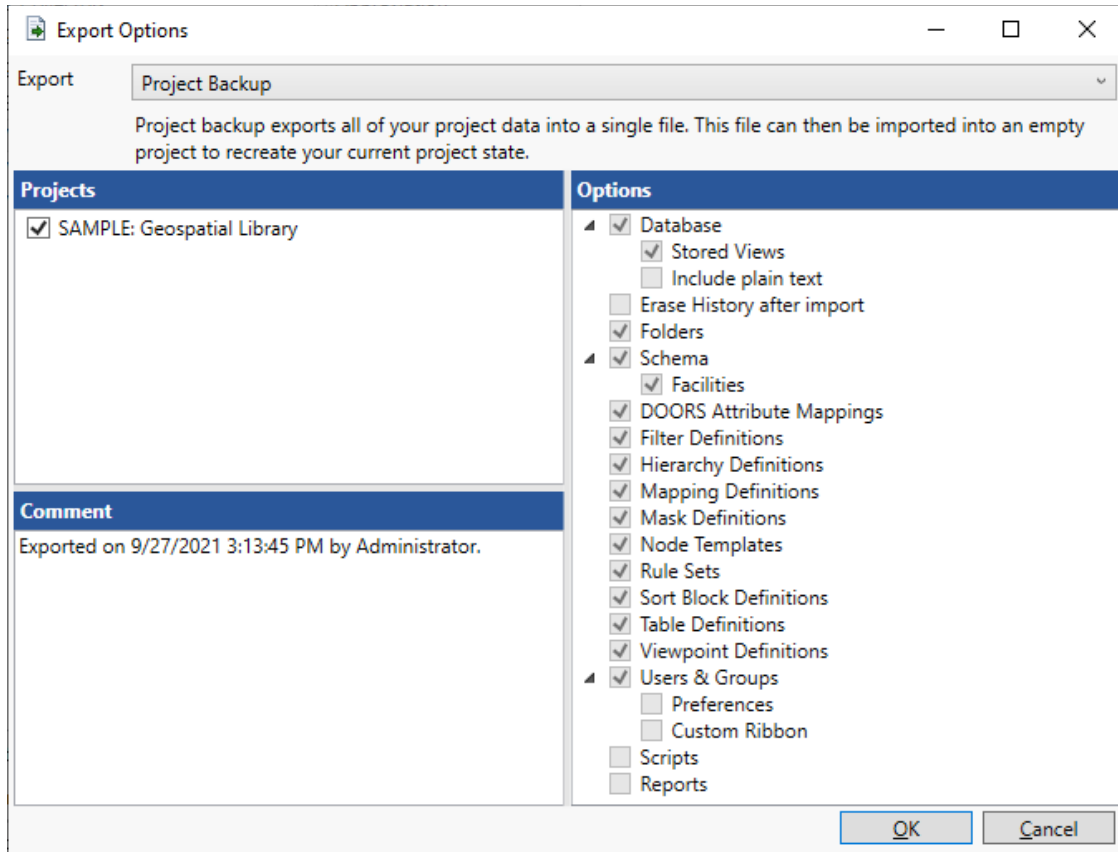 Export Options
Export
Project Backup
Project backup exports all of your project data into a single file. This file can then be imported into an empty
project to recreate your current project state.
Projects
SAMPLE: Geospatial Library
Comment
Exported on 9/27/2021 3:13:45 PM by Administrator.
Options
Database
Stored Views
Include plain text
Erase History after import
Folders
Schema
Facilities
DOORS Attribute Mappings
Filter Definitions
Hierarchy Definitions
Mapping Definitions
Mask Definitions
Node Templates
Rule Sets
Sort Block Definitions
Table Definitions
Viewpoint Definitions
Users & Groups
Preferences
Custom Ribbon
Scripts
Reports
OK
Cancel